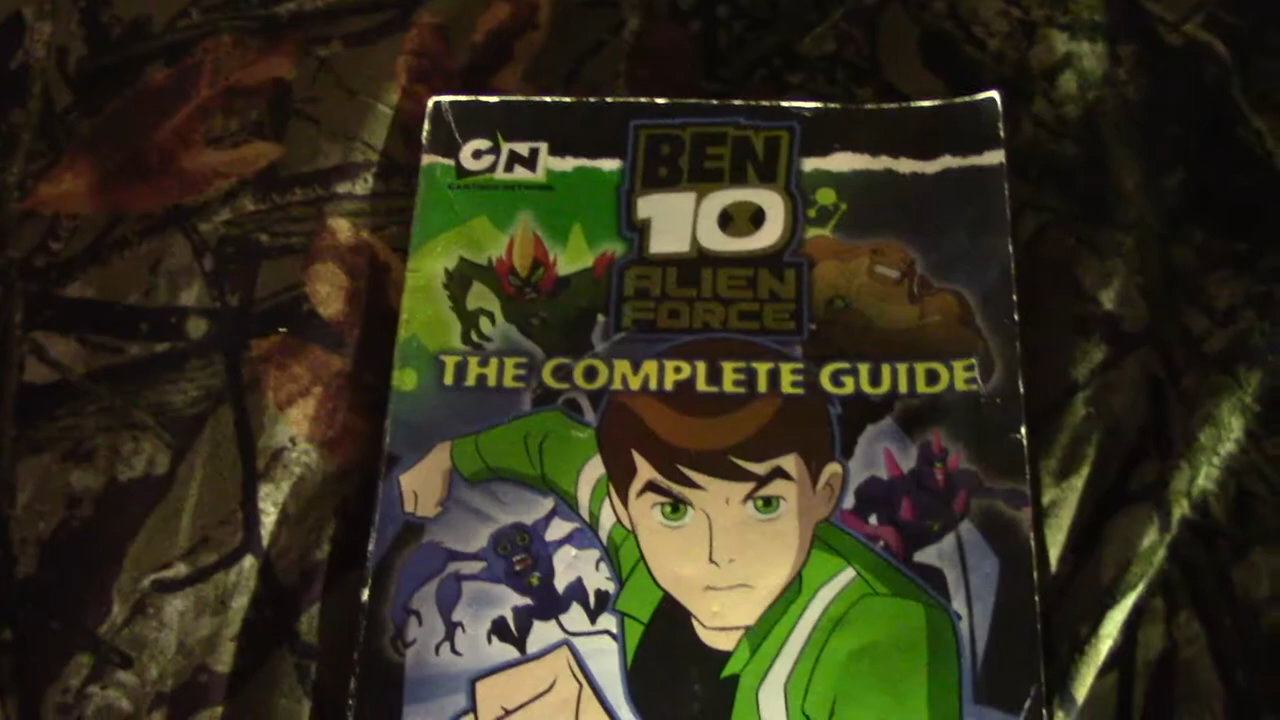 CN
CARTOON NETWORK
BEN
10
ALIEN
FORCE
THE COMPLETE GUIDE